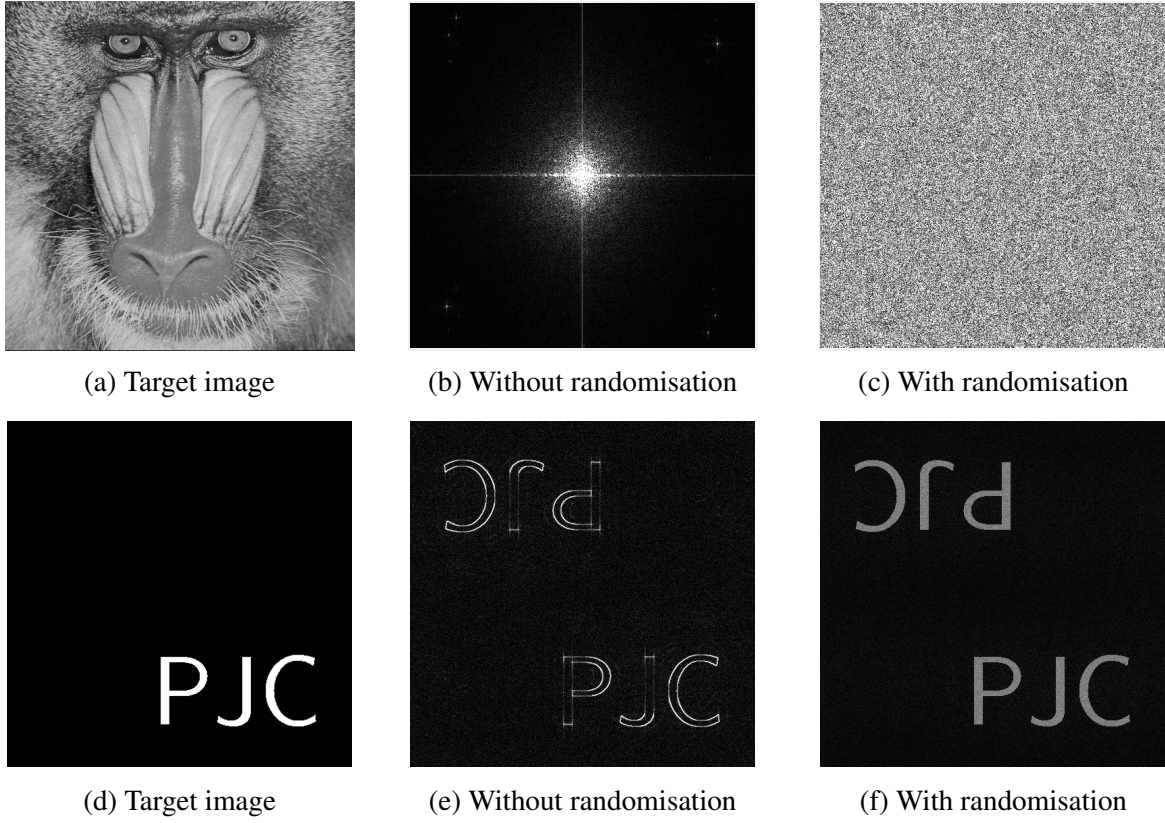 (a) Target image
(b) Without randomisation
(c) With randomisation
PJC
PJC
PJC
PJC
PJC
(d) Target image
(e) Without randomisation
(f) With randomisation